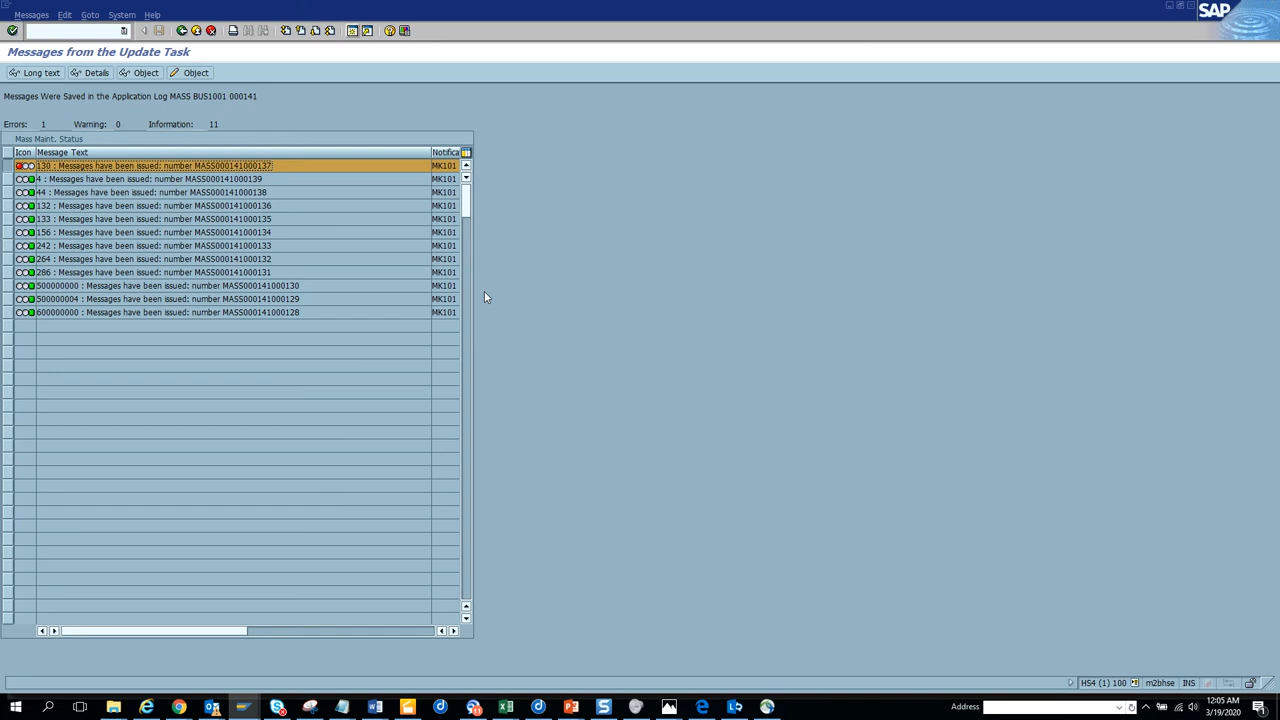 Messages Edit Goto System Help
SAP
Messages from the Update Task
Long text Details Object Object
Messages Were Saved in the Application Log MASS BUS1001 000141
Errors: 1 Warning: 0 Information: 11
Mass Maint. Status
Icon Message Text Notifica
130 : Messages have been issued: number MASS000141000137 MK101
4 : Messages have been issued: number MASS000141000139 MK101
44 : Messages have been issued: number MASS000141000138 MK101
132 : Messages have been issued: number MASS000141000136 MK101
133 : Messages have been issued: number MASS000141000135 MK101
156 : Messages have been issued: number MASS000141000134 MK101
242 : Messages have been issued: number MASS000141000133 MK101
264 : Messages have been issued: number MASS000141000132 MK101
286 : Messages have been issued: number MASS000141000131 MK101
500000000 : Messages have been issued: number MASS000141000130 MK101
500000004 : Messages have been issued: number MASS000141000129 MK101
600000000 : Messages have been issued: number MASS000141000128 MK101
HS4 (1) 100 m2bhse INS
Address 12:05 AM
3/19/2020